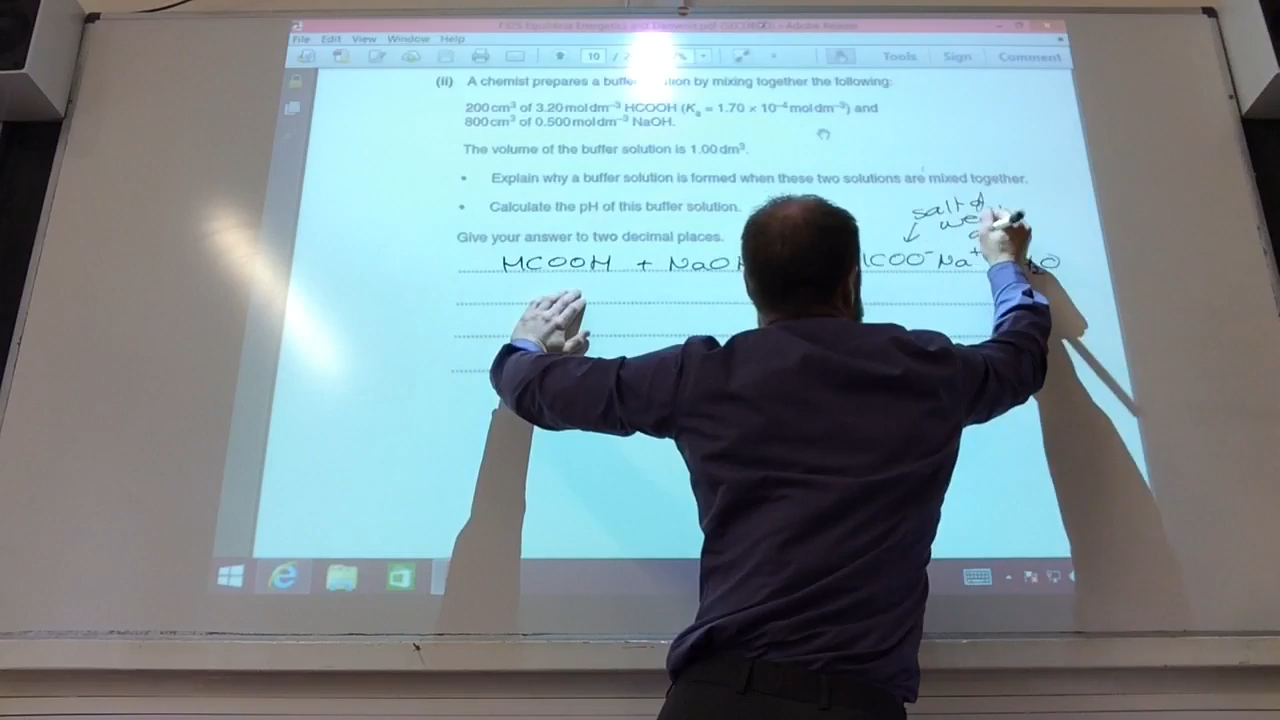 File Edit View Window Help
10 /
Tools Sign Comment
(ii) A chemist prepares a buffer by mixing together the following:
200 cm³ of 3.20 mol dm⁻³ HCOOH (Kₐ = 1.70 × 10⁻⁴ mol dm⁻³) and
800 cm³ of 0.500 mol dm⁻³ NaOH.
The volume of the buffer solution is 1.00 dm³.
• Explain why a buffer solution is formed when these two solutions are mixed together.
• Calculate the pH of this buffer solution.
salt of
we
Give your answer to two decimal places.
HCOOH + NaOH COO⁻Na⁺